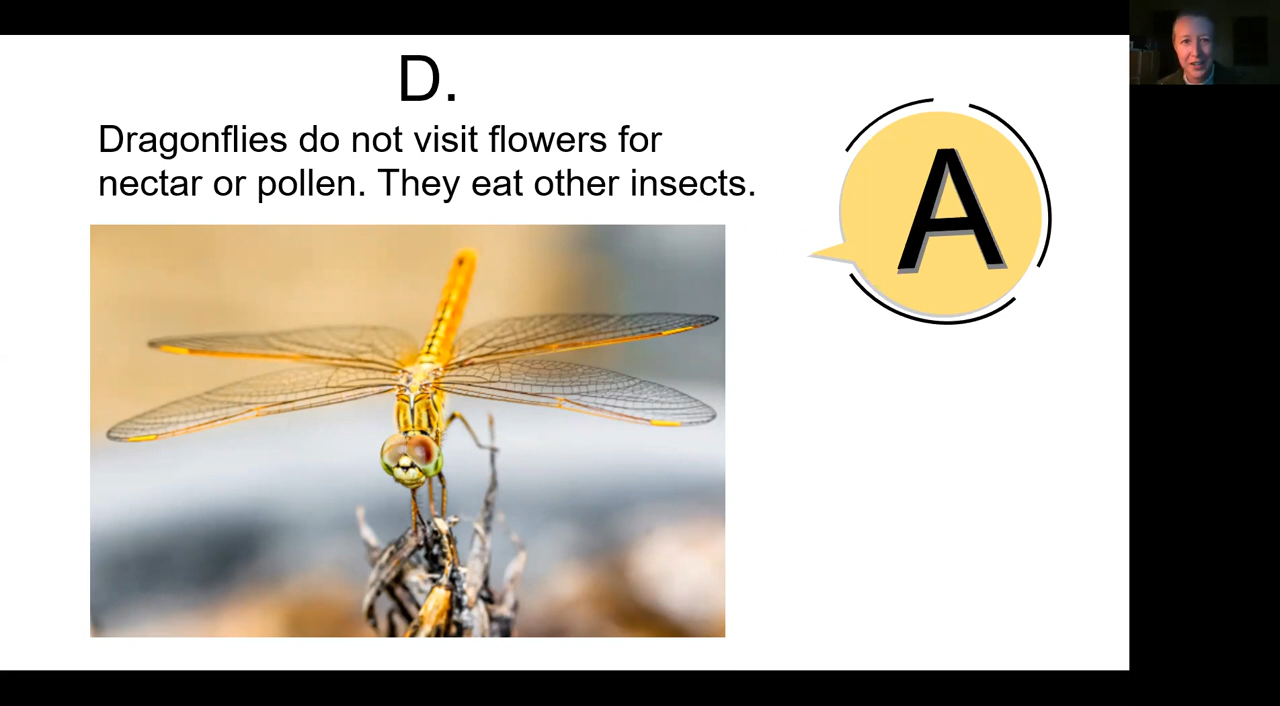 D.
Dragonflies do not visit flowers for
nectar or pollen. They eat other insects.
A